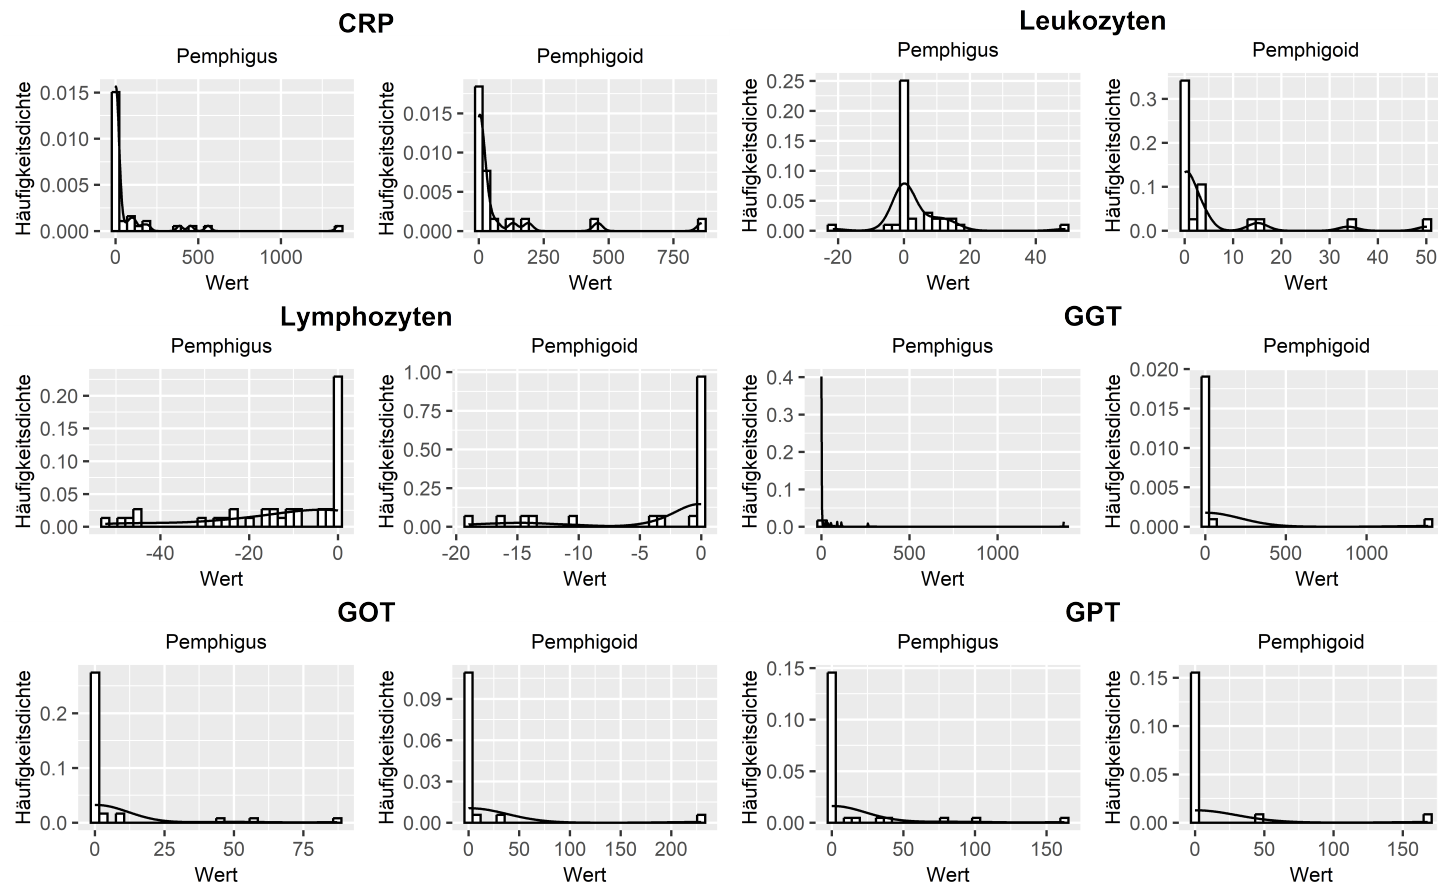 CRP
Pemphigus
Pemphigoid
Häufigkeitsdichte
0.015
0.010
0.005
0.000
0
500
1000
Wert
Häufigkeitsdichte
0.015
0.010
0.005
0.000
0
250
500
750
Wert
Leukozyten
Pemphigus
Pemphigoid
Häufigkeitsdichte
0.25
0.20
0.15
0.10
0.05
0.00
-20
0
20
40
Wert
Häufigkeitsdichte
0.3
0.2
0.1
0.0
0
10
20
30
40
50
Wert
Lymphozyten
Pemphigus
Pemphigoid
Häufigkeitsdichte
0.20
0.15
0.10
0.05
0.00
-40
-20
0
Wert
Häufigkeitsdichte
1.00
0.75
0.50
0.25
0.00
-20
-15
-10
-5
0
Wert
GGT
Pemphigus
Pemphigoid
Häufigkeitsdichte
0.4
0.3
0.2
0.1
0.0
0
500
1000
Wert
Häufigkeitsdichte
0.020
0.015
0.010
0.005
0.000
0
500
1000
Wert
GOT
Pemphigus
Pemphigoid
Häufigkeitsdichte
0.2
0.1
0.0
0
25
50
75
Wert
Häufigkeitsdichte
0.09
0.06
0.03
0.00
0
50
100
150
200
Wert
GPT
Pemphigus
Pemphigoid
Häufigkeitsdichte
0.15
0.10
0.05
0.00
0
50
100
150
Wert
Häufigkeitsdichte
0.15
0.10
0.05
0.00
0
50
100
150
Wert